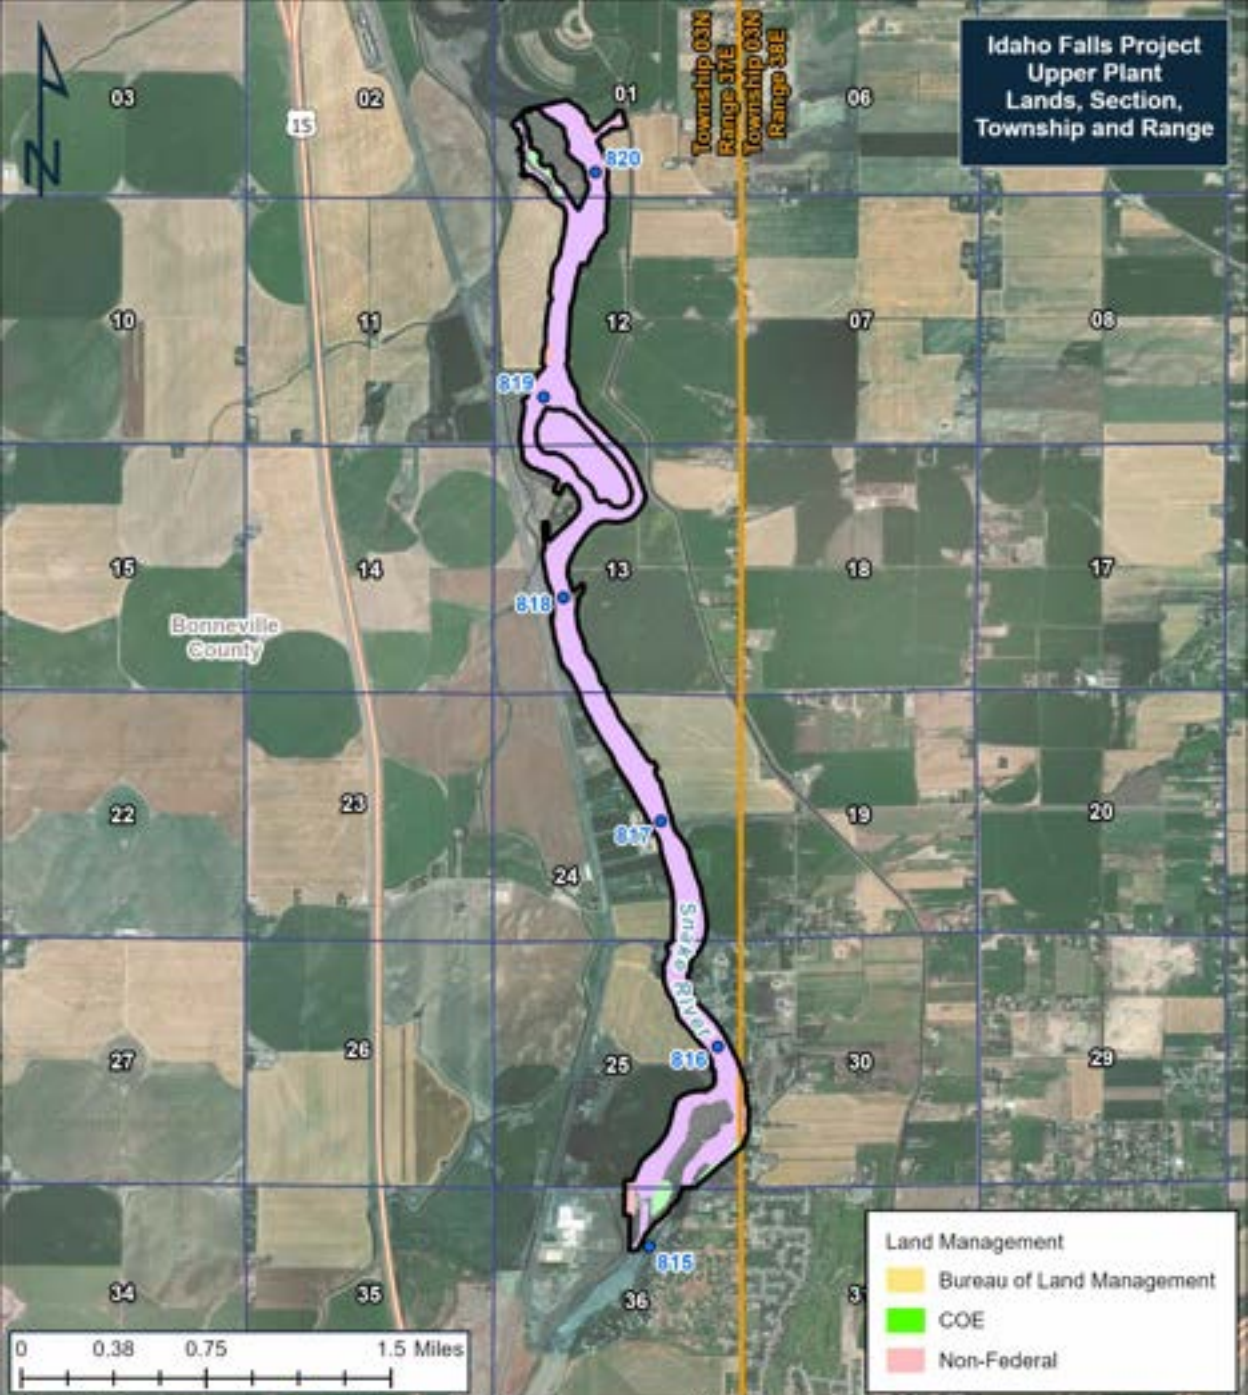 Idaho Falls Project
Upper Plant
Lands, Section,
Township and Range
Township 03N
Range 37E
Township 03N
Range 38E
N
03
02
01
06
15
820
10
11
12
07
08
819
15
14
13
18
17
818
Bonneville
County
22
23
24
19
20
817
Snake River
27
26
25
30
29
816
34
35
36
815
Land Management
Bureau of Land Management
COE
Non-Federal
0 0.38 0.75 1.5 Miles